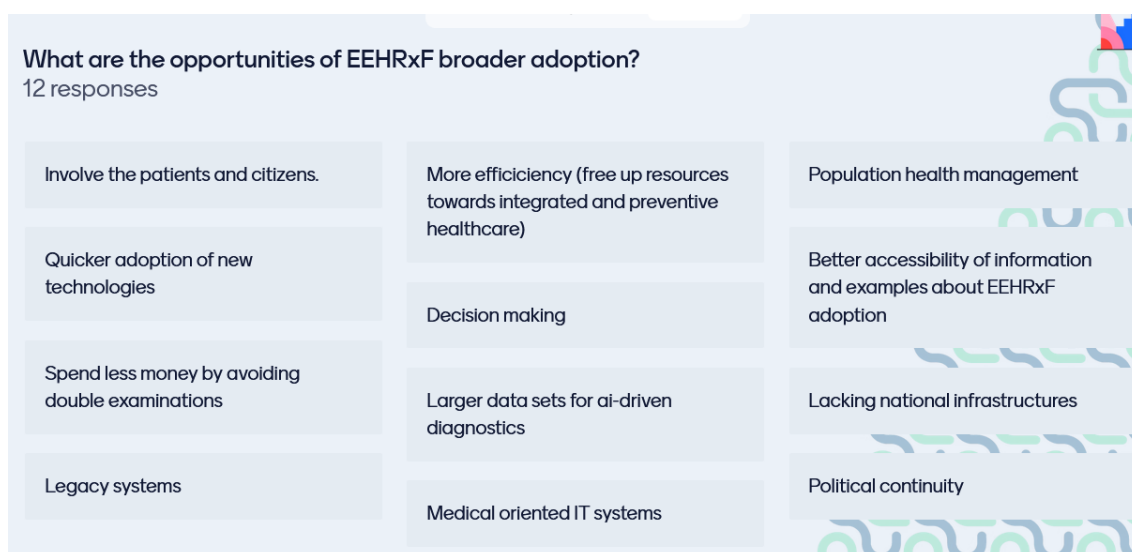 What are the opportunities of EEHRxF broader adoption?
12 responses
Involve the patients and citizens.
Quicker adoption of new
technologies
Spend less money by avoiding
double examinations
Legacy systems
More efficiciency (free up resources
towards integrated and preventive
healthcare)
Decision making
Larger data sets for ai-driven
diagnostics
Medical oriented IT systems
Population health management
Better accessibility of information
and examples about EEHRxF
adoption
Lacking national infrastructures
Political continuity